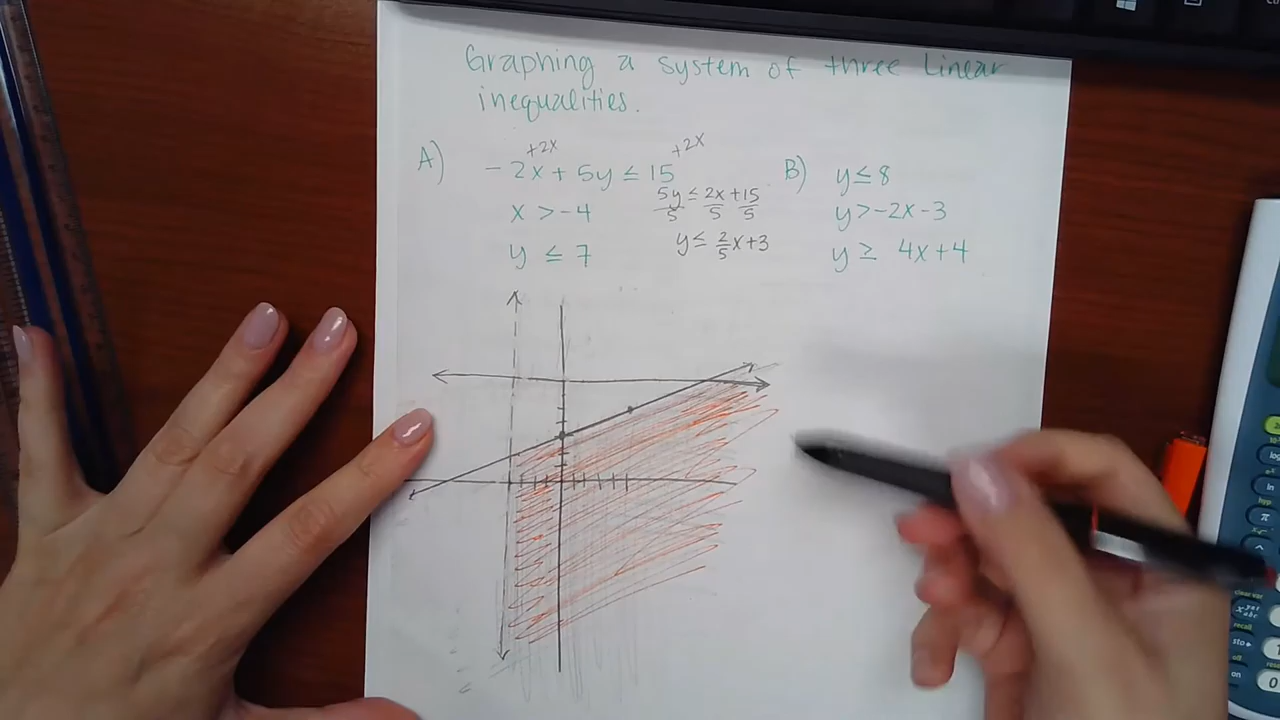 Graphing a system of three Linear
inequalities.
A)
+2x +2x
-2x + 5y ≤ 15
5y/5 ≤ 2x/5 + 15/5
x > -4
y ≤ 7
y ≤ 2/5 x + 3
B)
y ≤ 8
y > -2x - 3
y ≥ 4x + 4